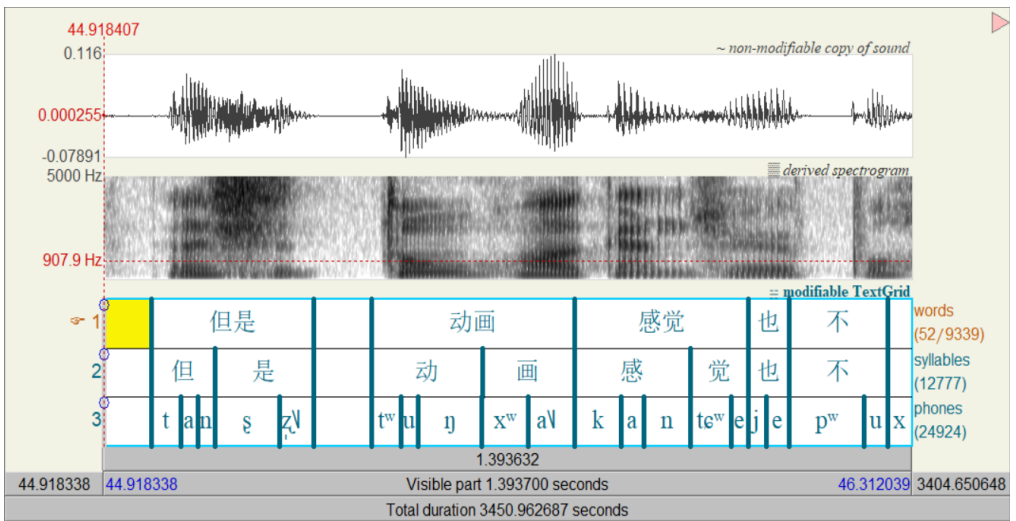 44.918407
0.116
~ non-modifiable copy of sound
0.000255
-0.07891
5000 Hz
derived spectrogram
907.9 Hz
modifiable TextGrid
1 但是 动画 感觉 也 不 words (52/9339)
2 但 是 动 画 感 觉 也 不 syllables (12777)
3 t a n ʂ tʷ u ŋ xʷ k a n tɕʷ e j e pʷ u x phones (24924)
1.393632
44.918338 44.918338 Visible part 1.393700 seconds 46.312039 3404.650648
Total duration 3450.962687 seconds